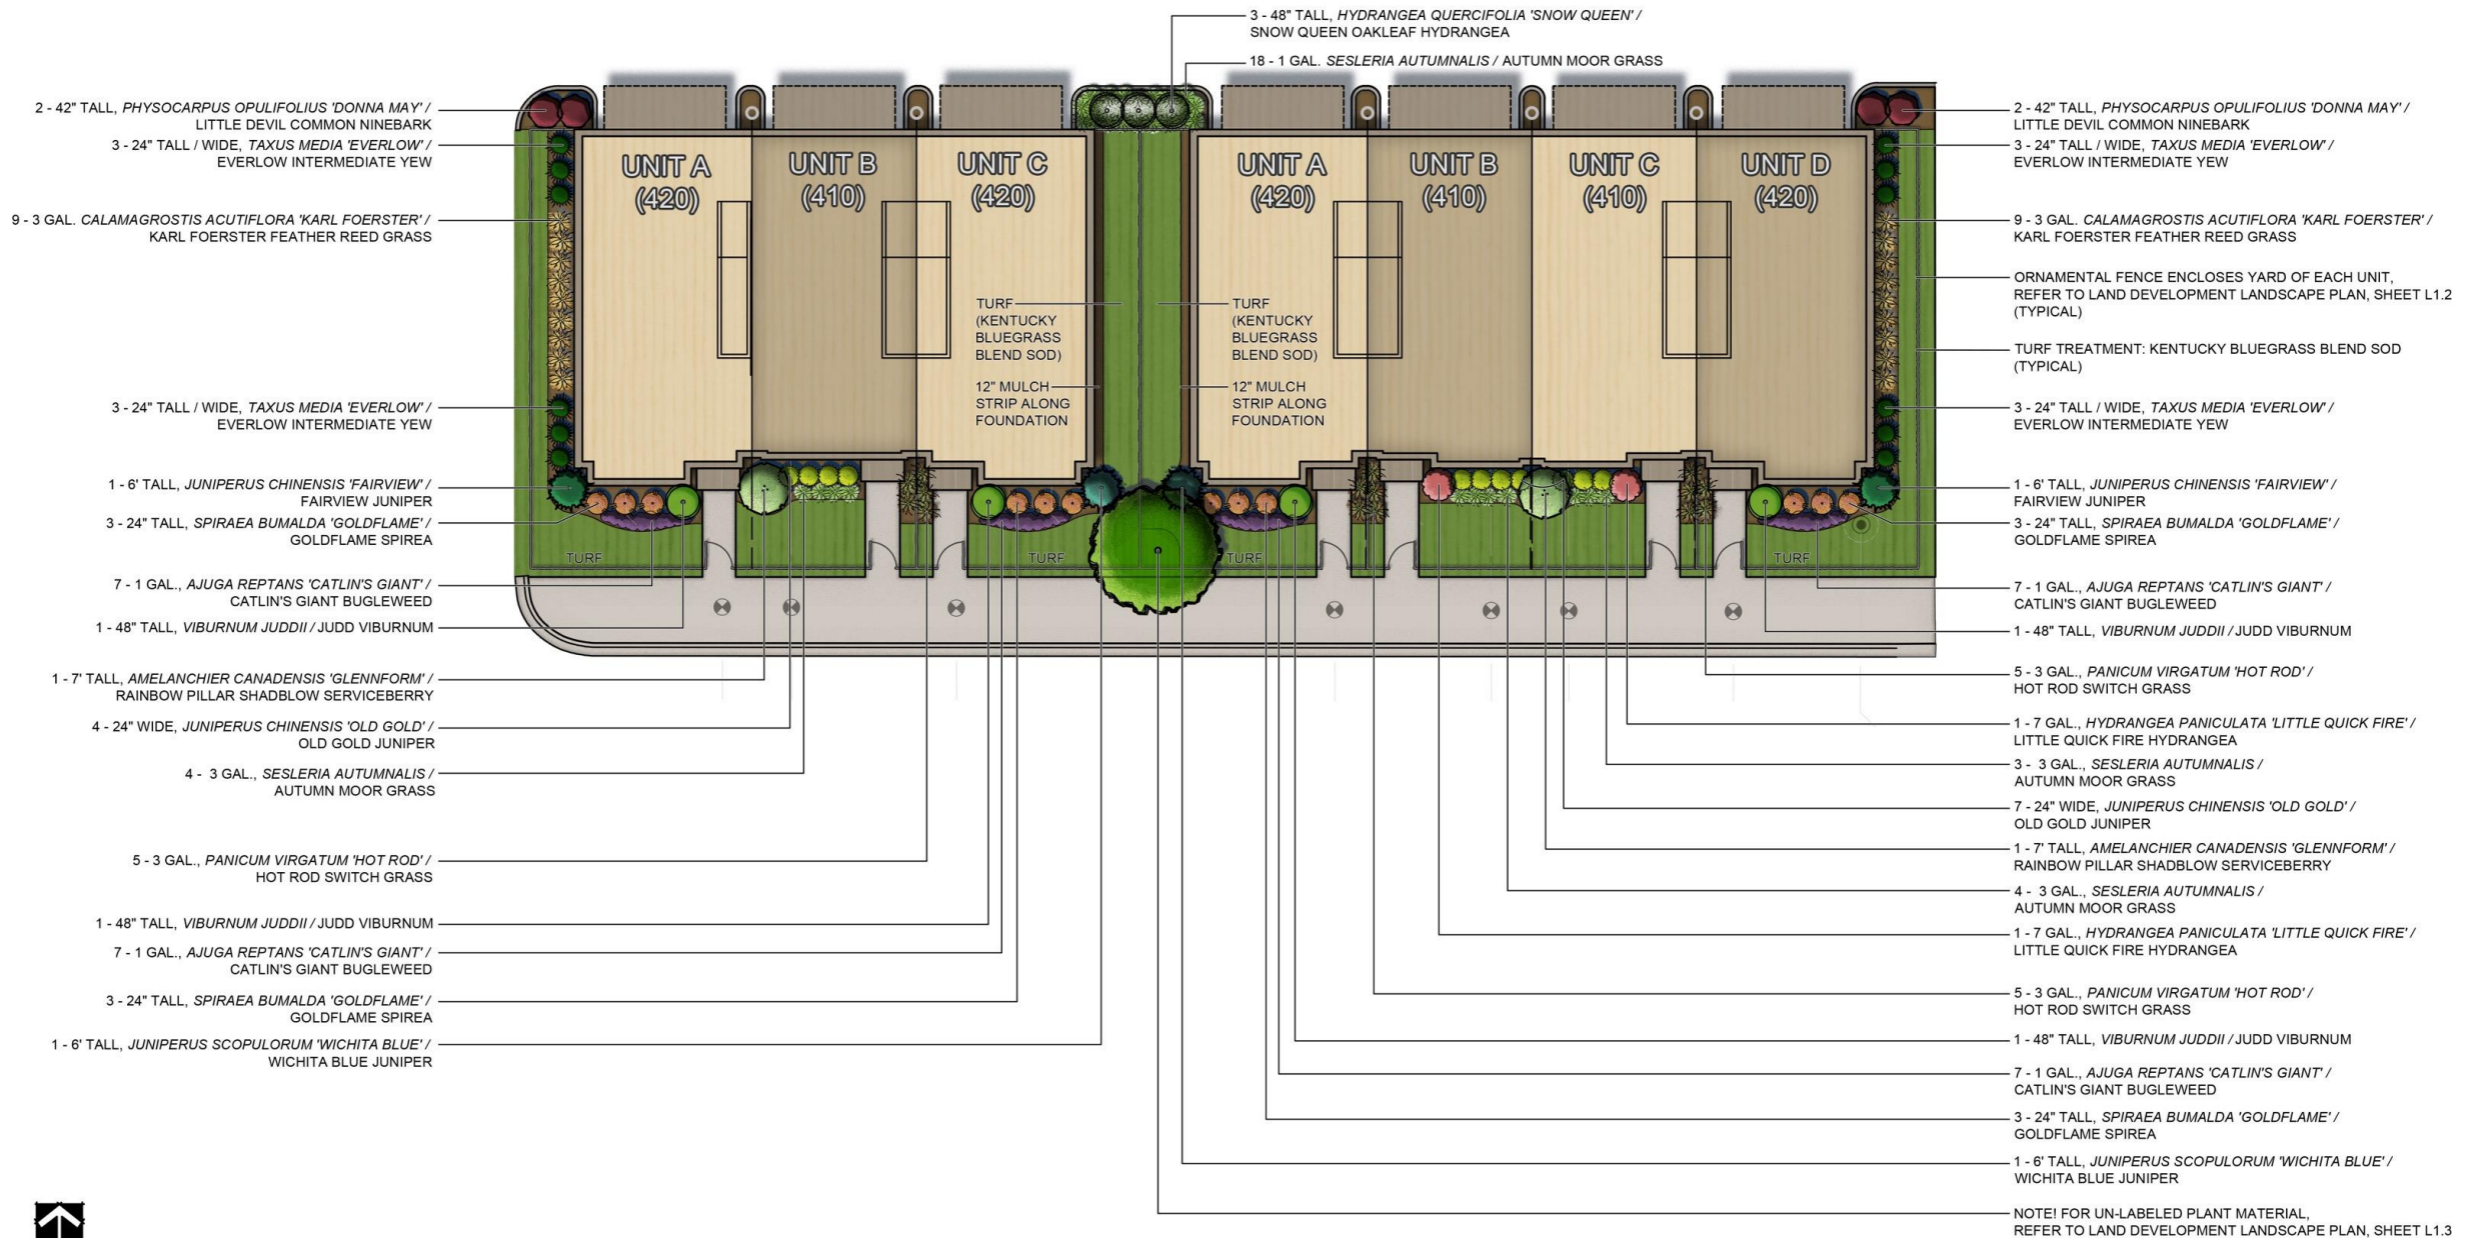 3 - 48" TALL, HYDRANGEA QUERCIFOLIA 'SNOW QUEEN' /
SNOW QUEEN OAKLEAF HYDRANGEA
18 - 1 GAL. SESLERIA AUTUMNALIS / AUTUMN MOOR GRASS
2 - 42" TALL, PHYSOCARPUS OPULIFOLIUS 'DONNA MAY' /
LITTLE DEVIL COMMON NINEBARK
3 - 24" TALL / WIDE, TAXUS MEDIA 'EVERLOW' /
EVERLOW INTERMEDIATE YEW
9 - 3 GAL. CALAMAGROSTIS ACUTIFLORA 'KARL FOERSTER' /
KARL FOERSTER FEATHER REED GRASS
3 - 24" TALL / WIDE, TAXUS MEDIA 'EVERLOW' /
EVERLOW INTERMEDIATE YEW
1 - 6' TALL, JUNIPERUS CHINENSIS 'FAIRVIEW' /
FAIRVIEW JUNIPER
3 - 24" TALL, SPIRAEA BUMALDA 'GOLDFLAME' /
GOLDFLAME SPIREA
7 - 1 GAL., AJUGA REPTANS 'CATLIN'S GIANT' /
CATLIN'S GIANT BUGLEWEED
1 - 48" TALL, VIBURNUM JUDDII / JUDD VIBURNUM
1 - 7' TALL, AMELANCHIER CANADENSIS 'GLENNFORM' /
RAINBOW PILLAR SHADBLOW SERVICEBERRY
4 - 24" WIDE, JUNIPERUS CHINENSIS 'OLD GOLD' /
OLD GOLD JUNIPER
4 - 3 GAL., SESLERIA AUTUMNALIS /
AUTUMN MOOR GRASS
5 - 3 GAL., PANICUM VIRGATUM 'HOT ROD' /
HOT ROD SWITCH GRASS
1 - 48" TALL, VIBURNUM JUDDII / JUDD VIBURNUM
7 - 1 GAL., AJUGA REPTANS 'CATLIN'S GIANT' /
CATLIN'S GIANT BUGLEWEED
3 - 24" TALL, SPIRAEA BUMALDA 'GOLDFLAME' /
GOLDFLAME SPIREA
1 - 6' TALL, JUNIPERUS SCOPULORUM 'WICHITA BLUE' /
WICHITA BLUE JUNIPER
UNIT A
(420)
UNIT B
(410)
UNIT C
(420)
UNIT A
(420)
UNIT B
(410)
UNIT C
(410)
UNIT D
(420)
TURF
(KENTUCKY
BLUEGRASS
BLEND SOD)
12" MULCH
STRIP ALONG
FOUNDATION
TURF
(KENTUCKY
BLUEGRASS
BLEND SOD)
12" MULCH
STRIP ALONG
FOUNDATION
TURF
TURF
TURF
TURF
2 - 42" TALL, PHYSOCARPUS OPULIFOLIUS 'DONNA MAY' /
LITTLE DEVIL COMMON NINEBARK
3 - 24" TALL / WIDE, TAXUS MEDIA 'EVERLOW' /
EVERLOW INTERMEDIATE YEW
9 - 3 GAL. CALAMAGROSTIS ACUTIFLORA 'KARL FOERSTER' /
KARL FOERSTER FEATHER REED GRASS
ORNAMENTAL FENCE ENCLOSES YARD OF EACH UNIT,
REFER TO LAND DEVELOPMENT LANDSCAPE PLAN, SHEET L1.2
(TYPICAL)
TURF TREATMENT: KENTUCKY BLUEGRASS BLEND SOD
(TYPICAL)
3 - 24" TALL / WIDE, TAXUS MEDIA 'EVERLOW' /
EVERLOW INTERMEDIATE YEW
1 - 6' TALL, JUNIPERUS CHINENSIS 'FAIRVIEW' /
FAIRVIEW JUNIPER
3 - 24" TALL, SPIRAEA BUMALDA 'GOLDFLAME' /
GOLDFLAME SPIREA
7 - 1 GAL., AJUGA REPTANS 'CATLIN'S GIANT' /
CATLIN'S GIANT BUGLEWEED
1 - 48" TALL, VIBURNUM JUDDII / JUDD VIBURNUM
5 - 3 GAL., PANICUM VIRGATUM 'HOT ROD' /
HOT ROD SWITCH GRASS
1 - 7 GAL., HYDRANGEA PANICULATA 'LITTLE QUICK FIRE' /
LITTLE QUICK FIRE HYDRANGEA
3 - 3 GAL., SESLERIA AUTUMNALIS /
AUTUMN MOOR GRASS
7 - 24" WIDE, JUNIPERUS CHINENSIS 'OLD GOLD' /
OLD GOLD JUNIPER
1 - 7' TALL, AMELANCHIER CANADENSIS 'GLENNFORM' /
RAINBOW PILLAR SHADBLOW SERVICEBERRY
4 - 3 GAL., SESLERIA AUTUMNALIS /
AUTUMN MOOR GRASS
1 - 7 GAL., HYDRANGEA PANICULATA 'LITTLE QUICK FIRE' /
LITTLE QUICK FIRE HYDRANGEA
5 - 3 GAL., PANICUM VIRGATUM 'HOT ROD' /
HOT ROD SWITCH GRASS
1 - 48" TALL, VIBURNUM JUDDII / JUDD VIBURNUM
7 - 1 GAL., AJUGA REPTANS 'CATLIN'S GIANT' /
CATLIN'S GIANT BUGLEWEED
3 - 24" TALL, SPIRAEA BUMALDA 'GOLDFLAME' /
GOLDFLAME SPIREA
1 - 6' TALL, JUNIPERUS SCOPULORUM 'WICHITA BLUE' /
WICHITA BLUE JUNIPER
NOTE! FOR UN-LABELED PLANT MATERIAL,
REFER TO LAND DEVELOPMENT LANDSCAPE PLAN, SHEET L1.3